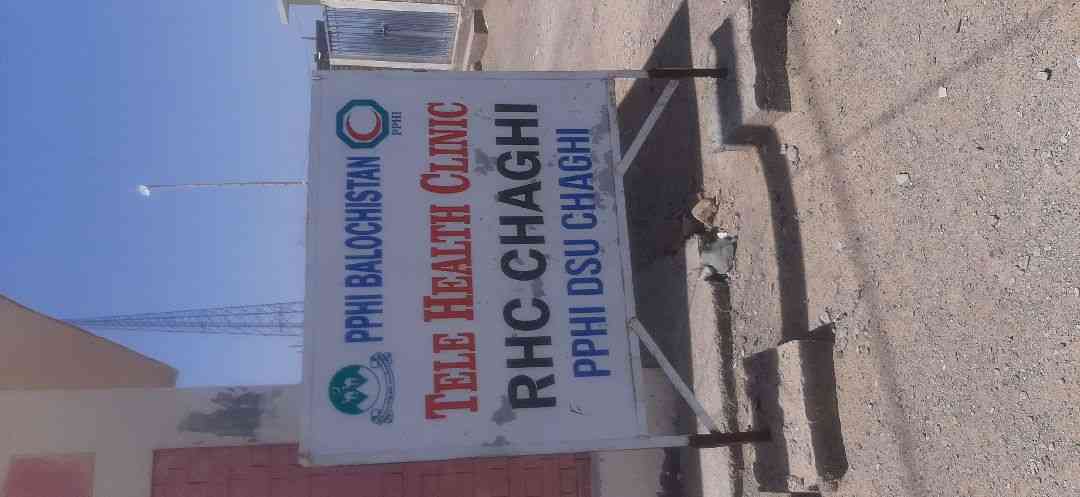 PPHI BALOCHISTAN
PPHI
TELE HEALTH CLINIC
RHC.CHAGHI
PPHI DSU CHAGHI